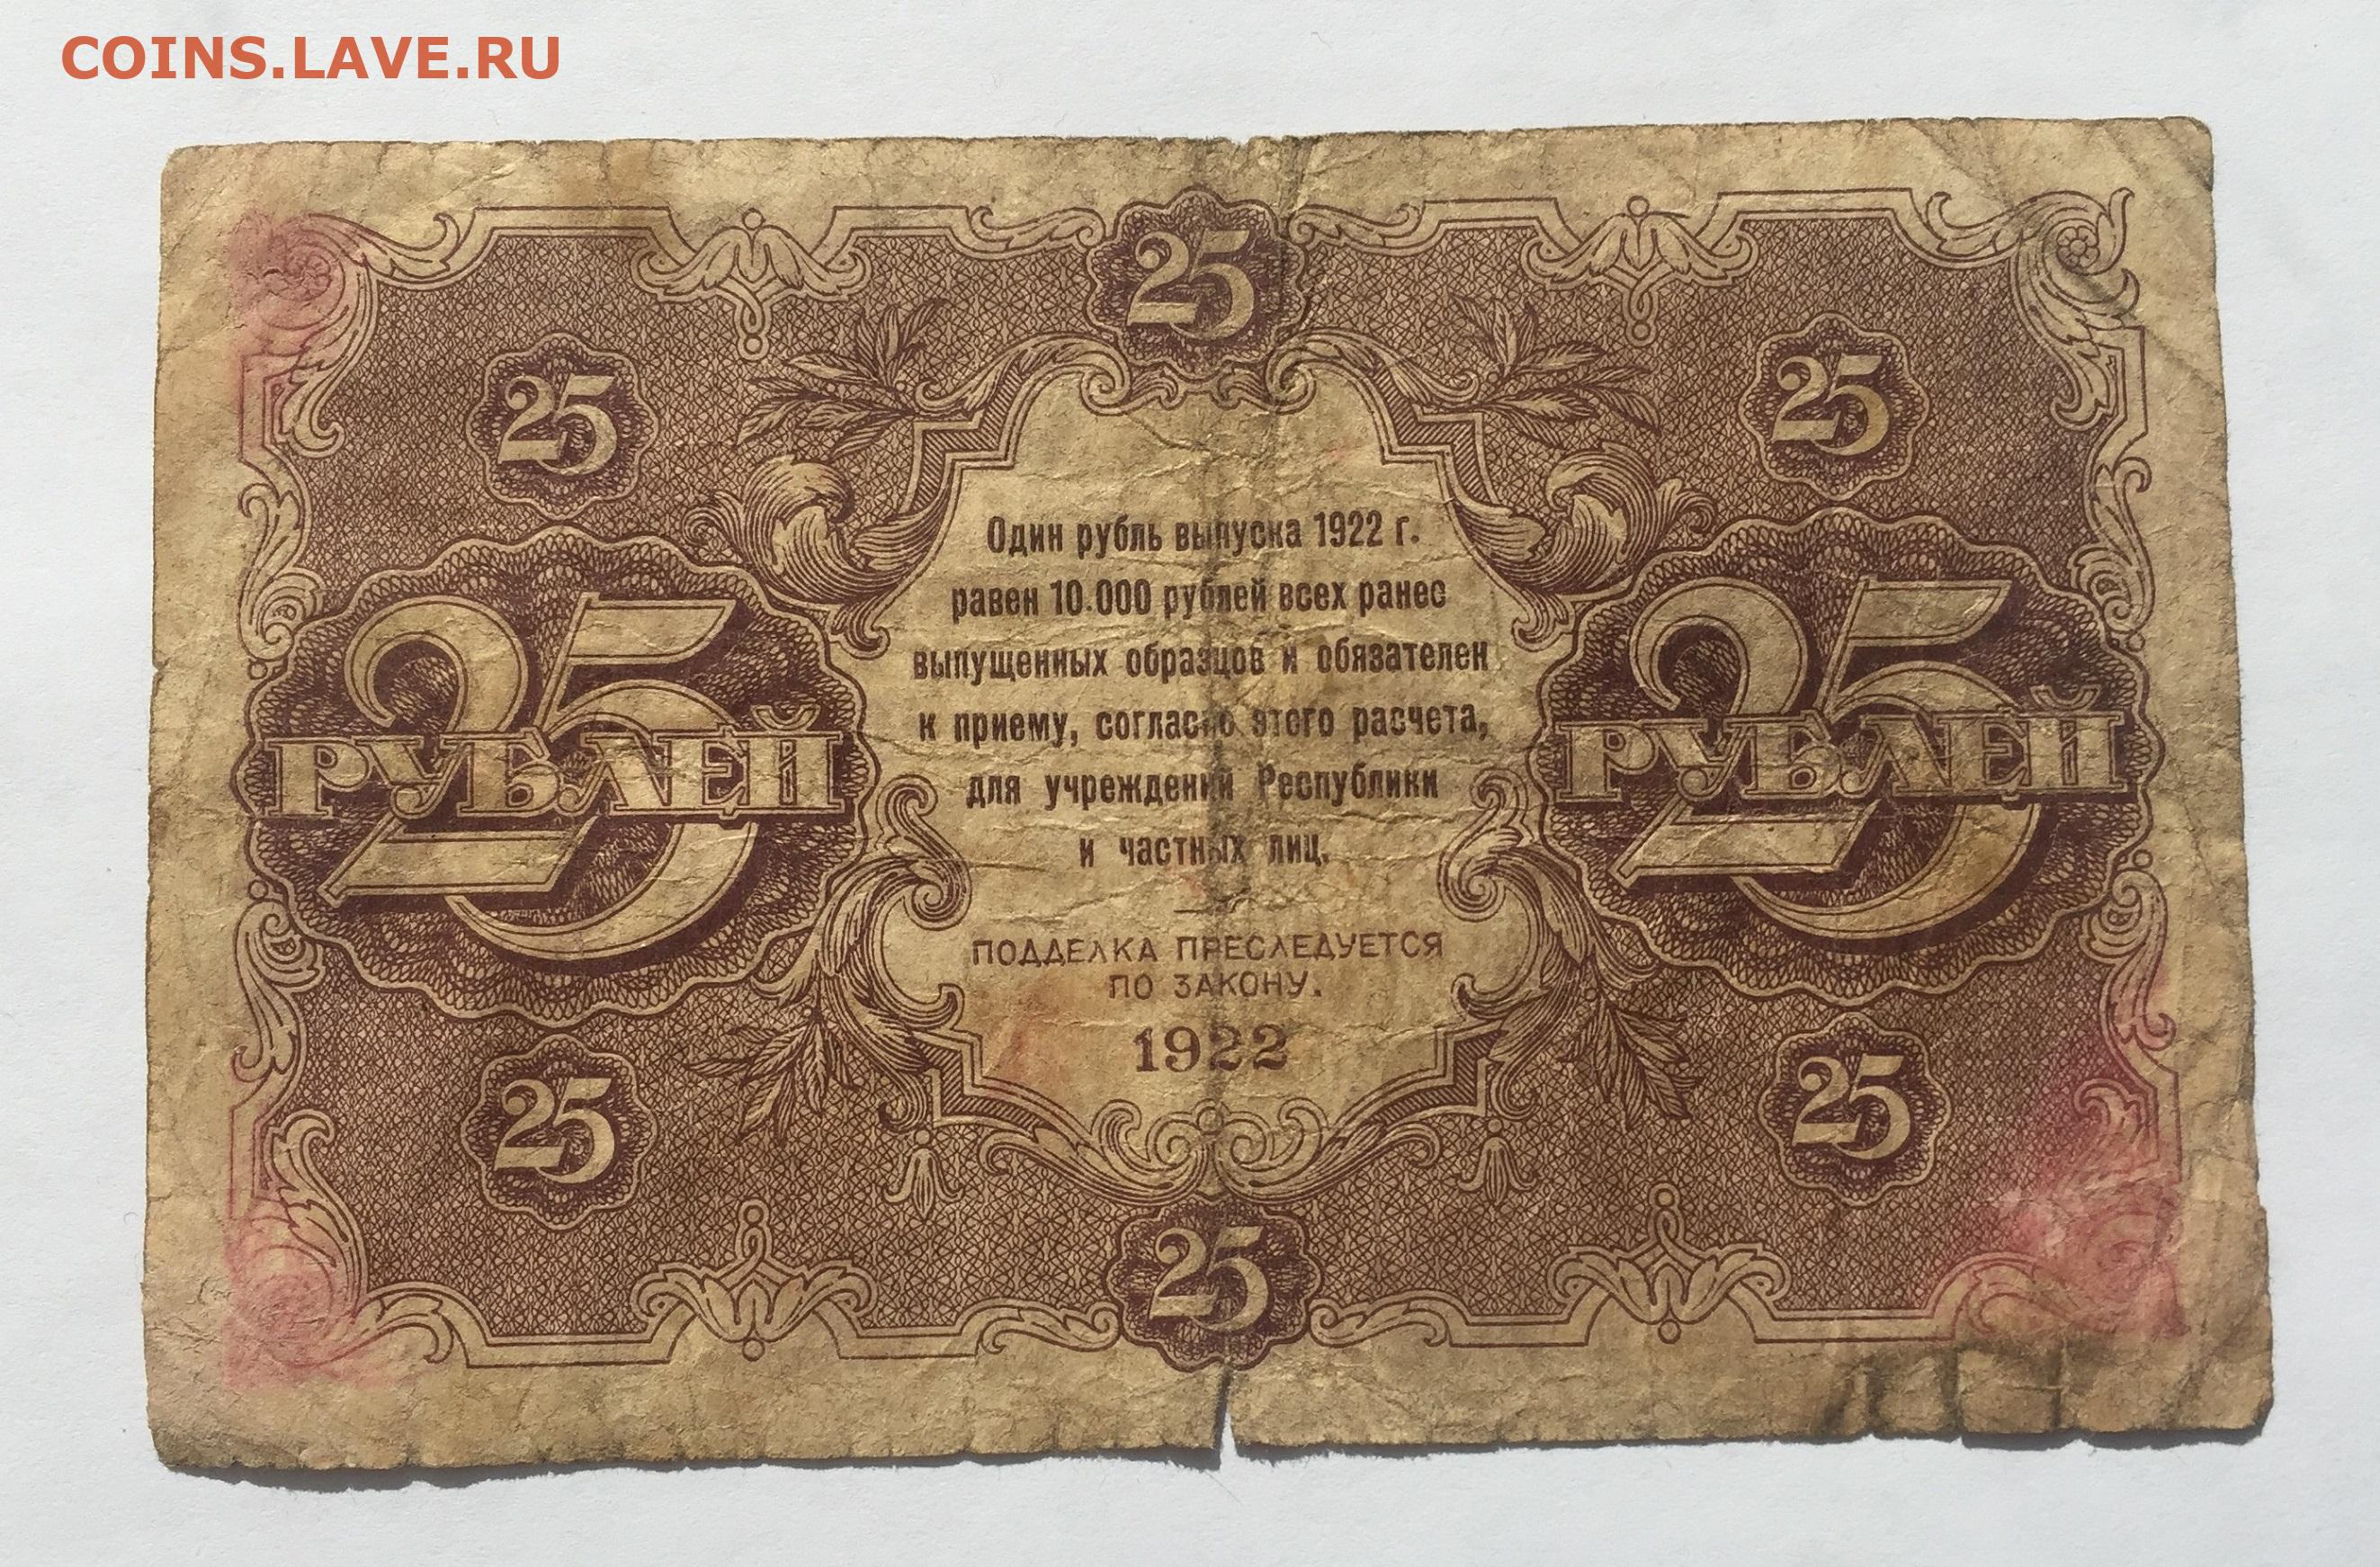 COINS.LAVE.RU
25
25
25
Один рубль выпуска 1922 г.
равен 10.000 рублей всех ранее
выпущенных образцов и обязателен
к приему, согласно этого расчета,
для учреждений Республики
и частных лиц.
25
РУБЛЕЙ
25
РУБЛЕЙ
ПОДДЕЛКА ПРЕСЛЕДУЕТСЯ
ПО ЗАКОНУ.
1922
25
25
25